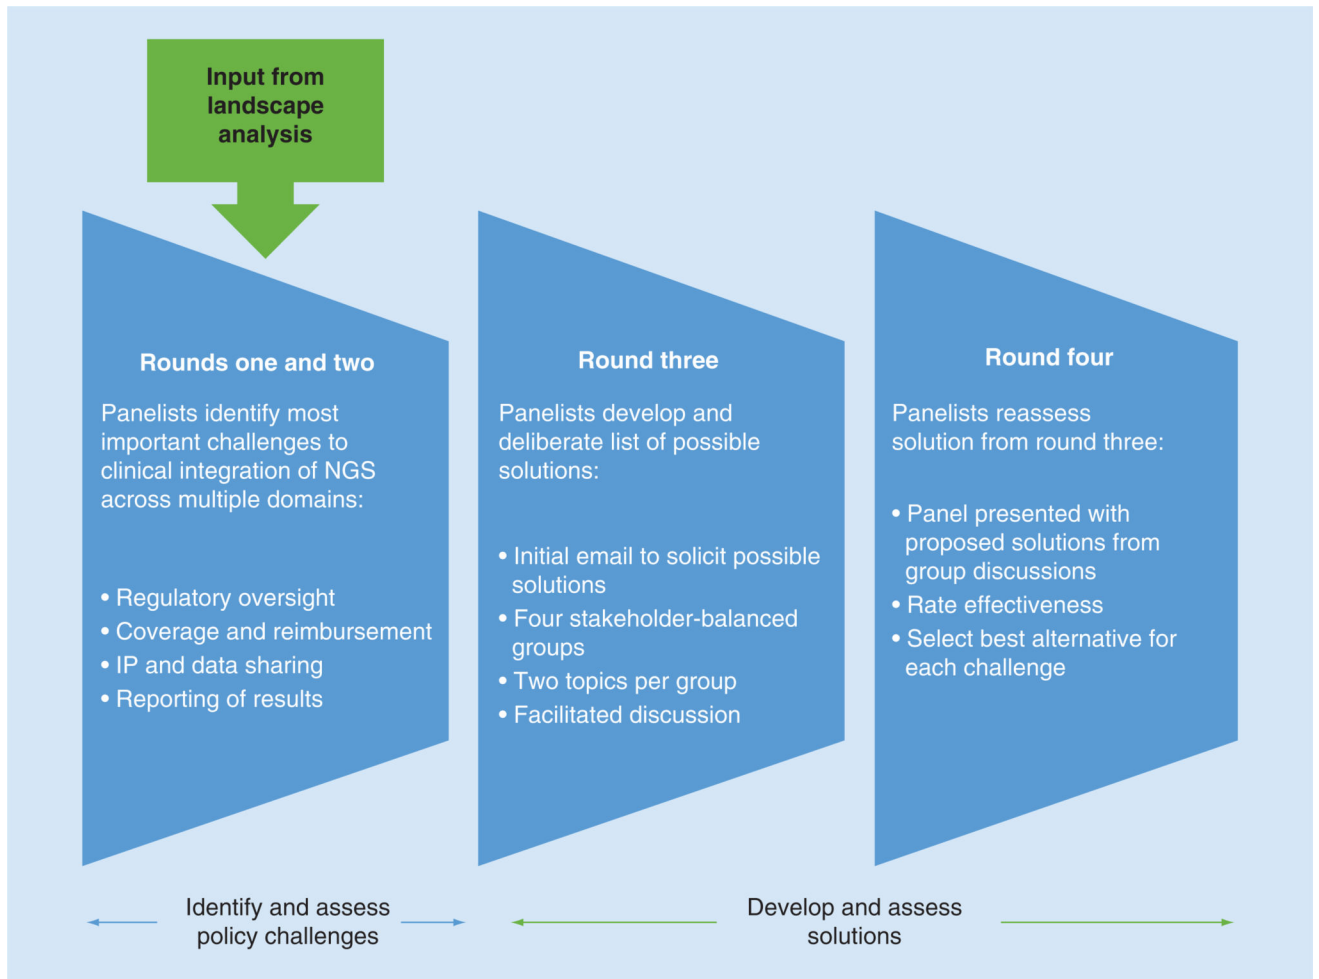 Input from
landscape
analysis
Rounds one and two
Panelists identify most
important challenges to
clinical integration of NGS
across multiple domains:
• Regulatory oversight
• Coverage and reimbursement
• IP and data sharing
• Reporting of results
Round three
Panelists develop and
deliberate list of possible
solutions:
• Initial email to solicit possible
solutions
• Four stakeholder-balanced
groups
• Two topics per group
• Facilitated discussion
Round four
Panelists reassess
solution from round three:
• Panel presented with
proposed solutions from
group discussions
• Rate effectiveness
• Select best alternative for
each challenge
Identify and assess
policy challenges
Develop and assess
solutions